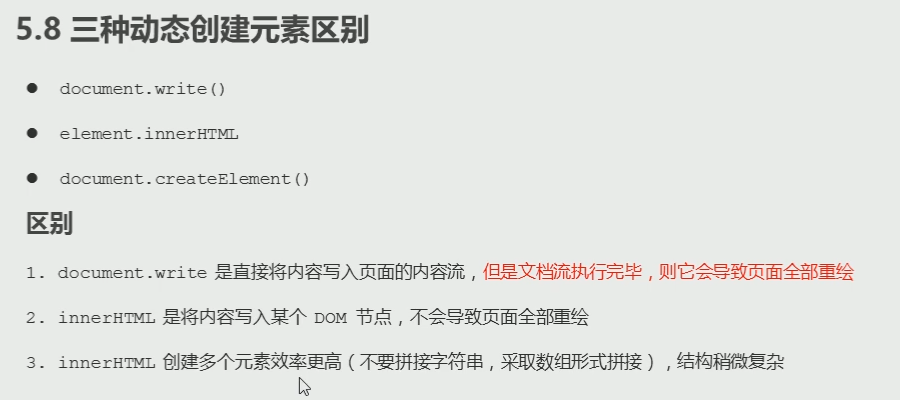 5.8 三种动态创建元素区别
● document.write()
● element.innerHTML
● document.createElement()
区别
1. document.write 是直接将内容写入页面的内容流，但是文档流执行完毕，则它会导致页面全部重绘
2. innerHTML 是将内容写入某个 DOM 节点，不会导致页面全部重绘
3. innerHTML 创建多个元素效率更高（不要拼接字符串，采取数组形式拼接），结构稍微复杂